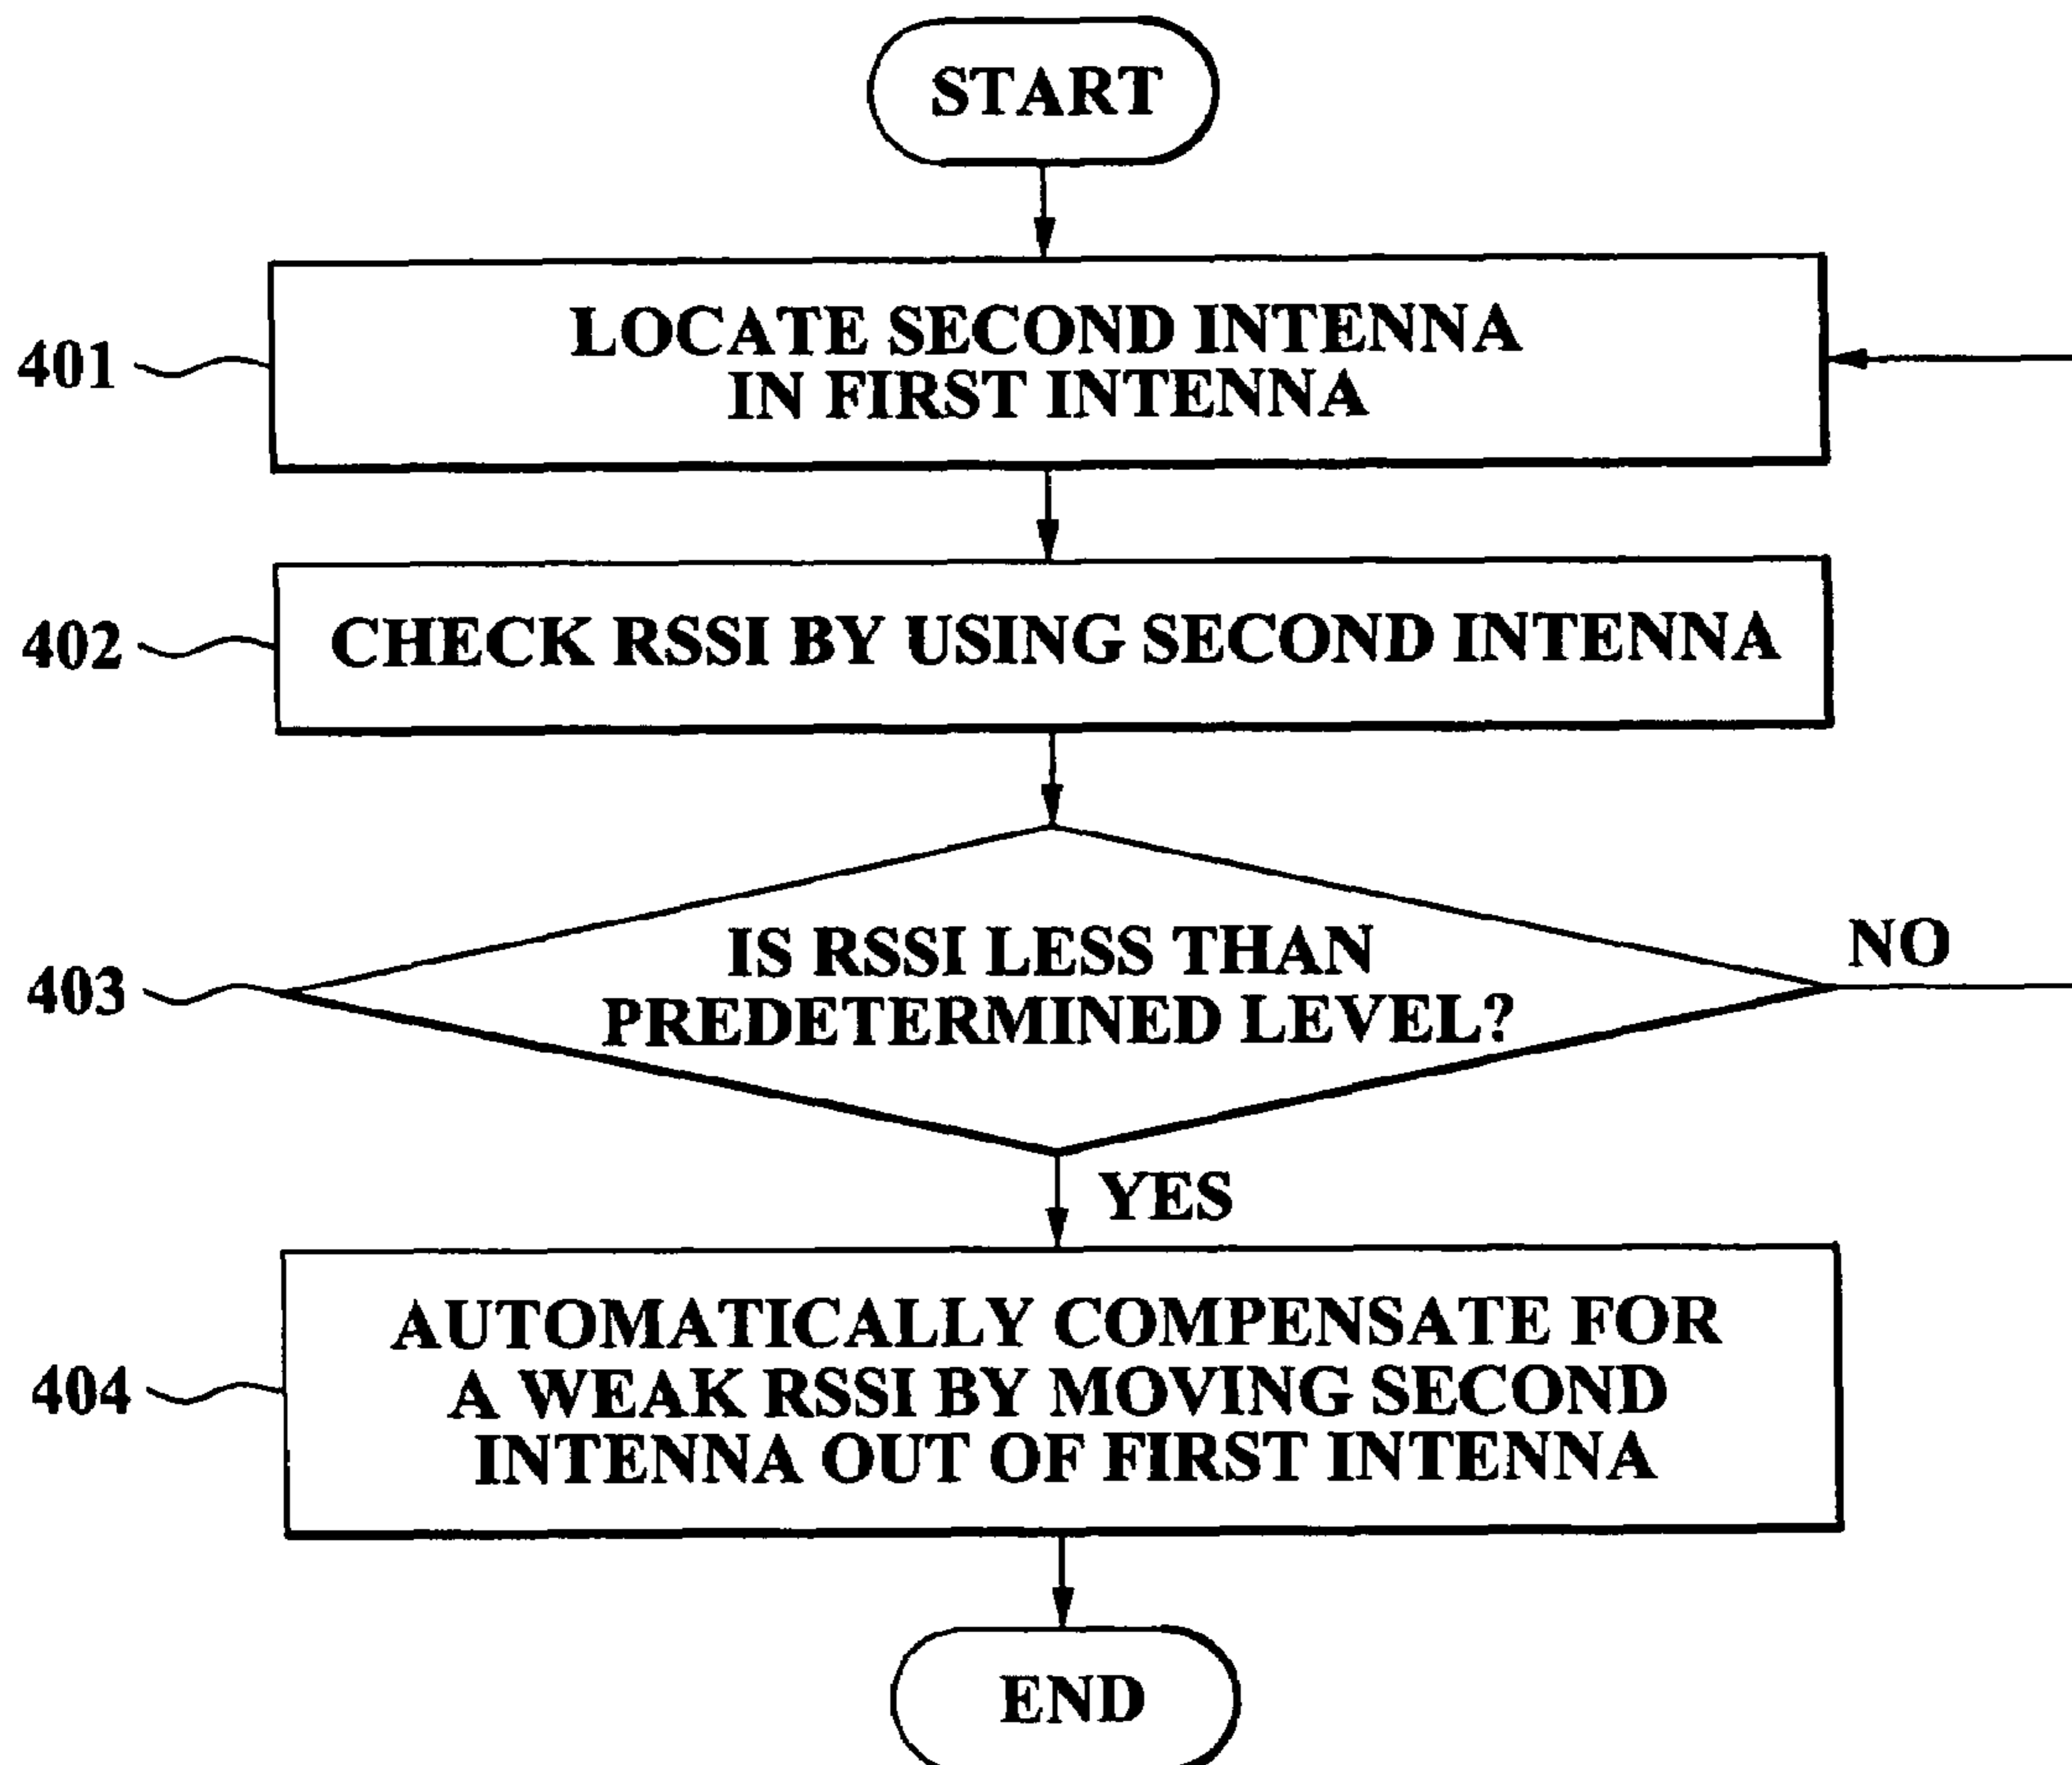 START
401
LOCATE SECOND INTENNA
IN FIRST INTENNA
402
CHECK RSSI BY USING SECOND INTENNA
403
IS RSSI LESS THAN
PREDETERMINED LEVEL?
NO
YES
404
AUTOMATICALLY COMPENSATE FOR
A WEAK RSSI BY MOVING SECOND
INTENNA OUT OF FIRST INTENNA
END